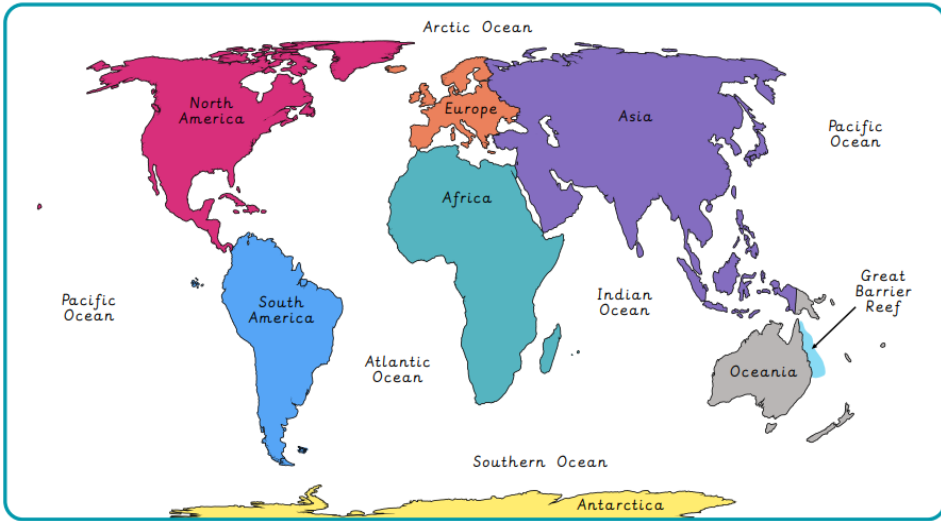 Arctic Ocean
North
America
Europe
Asia
Pacific
Ocean
Africa
Great
Barrier
Reef
Pacific
Ocean
South
America
Indian
Ocean
Atlantic
Ocean
Oceania
Southern Ocean
Antarctica